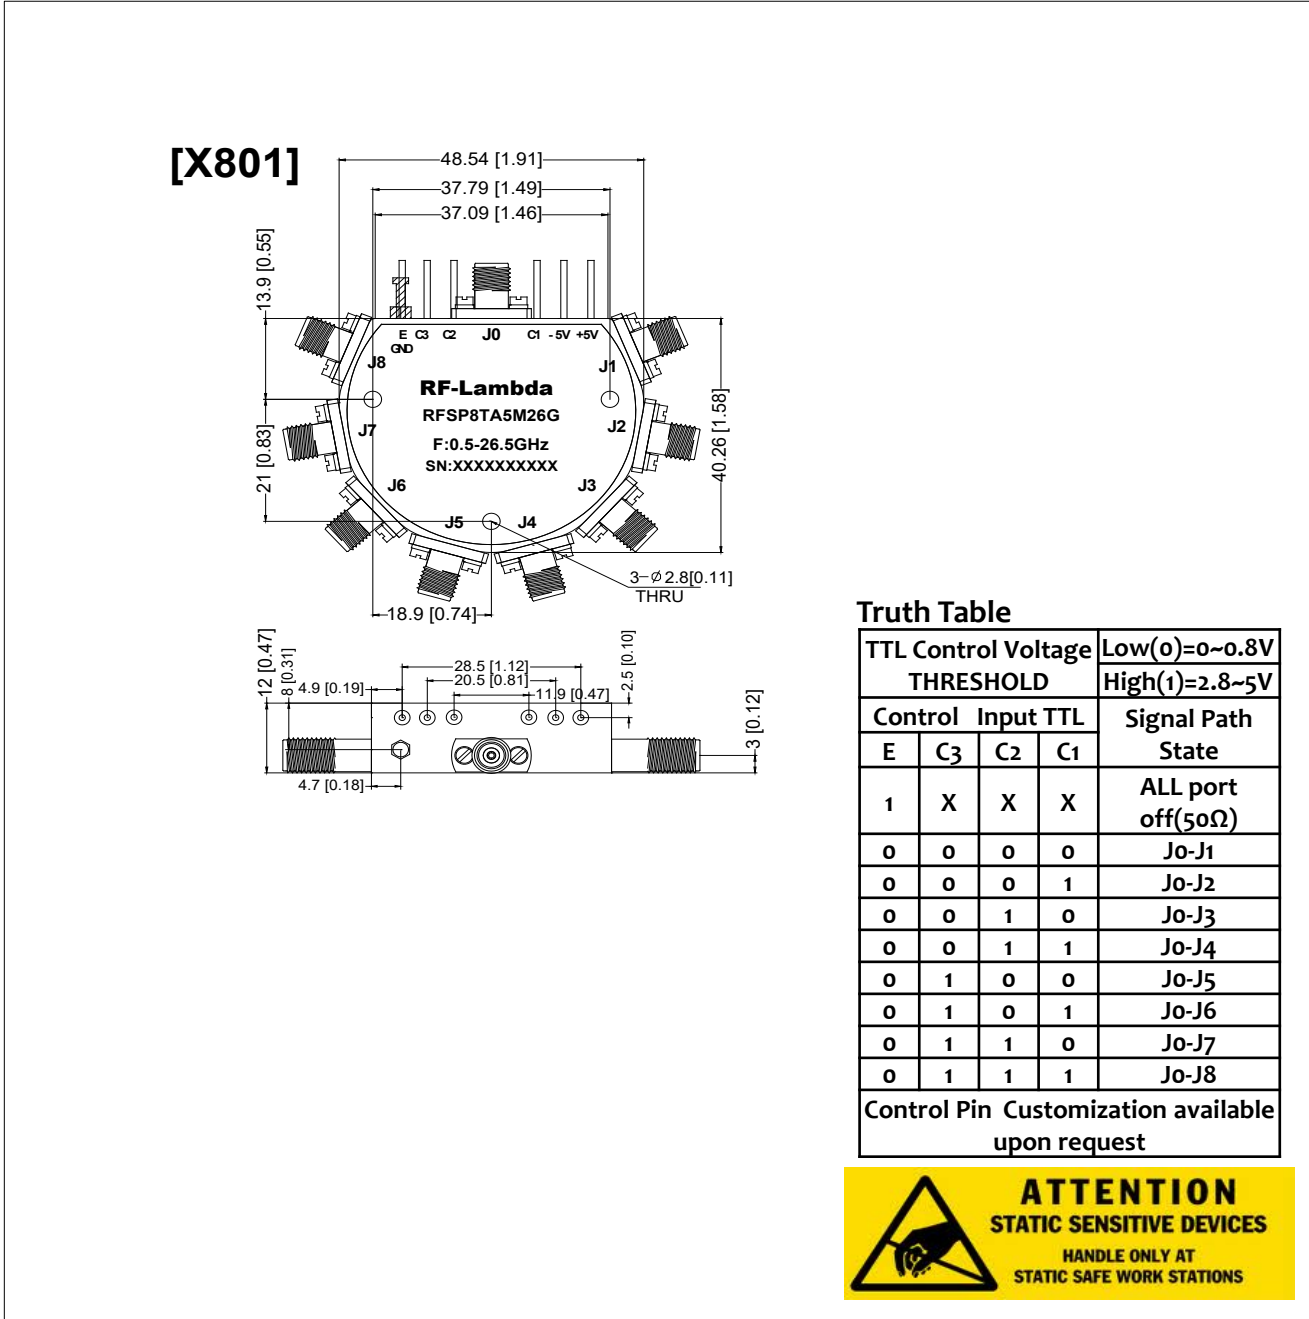 [X801]
48.54 [1.91]
37.79 [1.49]
37.09 [1.46]
13.9 [0.55]
21 [0.83]
40.26 [1.58]
E C3 C2 J0 C1 -5V +5V
GND
J8 J1
RF-Lambda
RFSP8TA5M26G
J7 J2
F:0.5-26.5GHz
SN:XXXXXXXXXX
J6 J3
J5 J4
3-Ø2.8[0.11]
THRU
18.9 [0.74]
12 [0.47]
8 [0.31]
4.9 [0.19]
28.5 [1.12]
20.5 [0.81]
11.9 [0.47]
2.5 [0.10]
3 [0.12]
4.7 [0.18]
Truth Table
TTL Control Voltage THRESHOLD Low(0)=0~0.8V
High(1)=2.8~5V
Control Input TTL Signal Path State
E C3 C2 C1
1 X X X ALL port off(50Ω)
0 0 0 0 J0-J1
0 0 0 1 J0-J2
0 0 1 0 J0-J3
0 0 1 1 J0-J4
0 1 0 0 J0-J5
0 1 0 1 J0-J6
0 1 1 0 J0-J7
0 1 1 1 J0-J8
Control Pin Customization available
upon request
ATTENTION
STATIC SENSITIVE DEVICES
HANDLE ONLY AT
STATIC SAFE WORK STATIONS